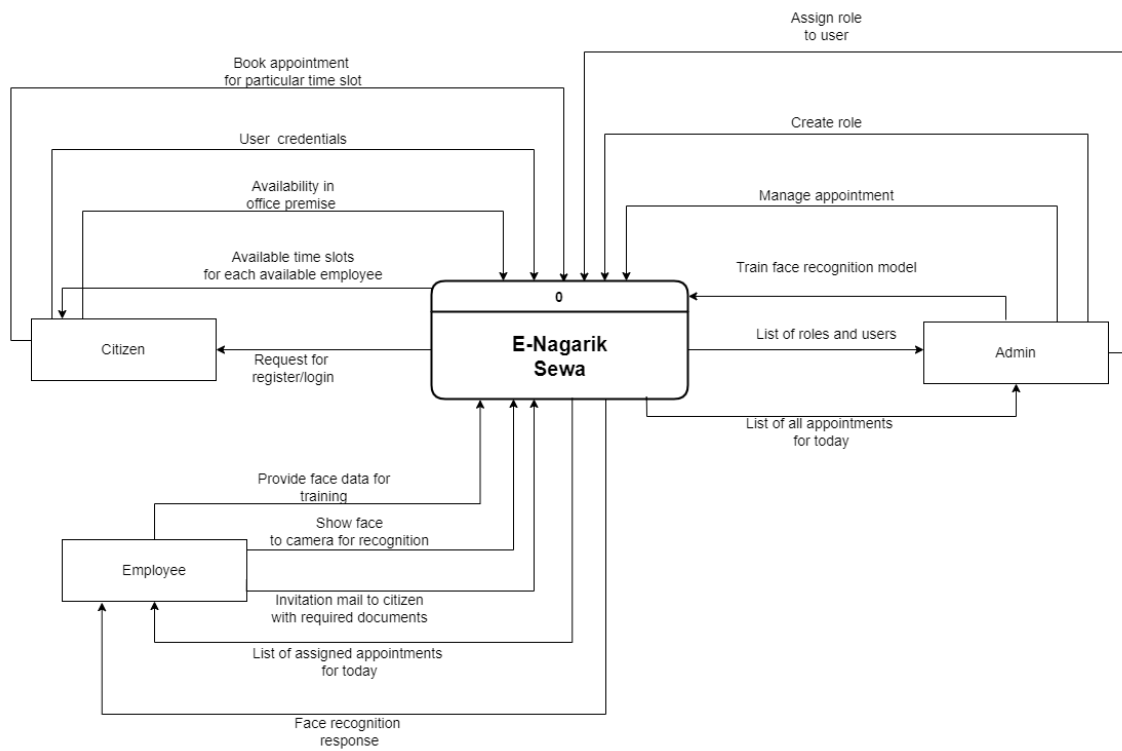 Assign role
to user
Book appointment
for particular time slot
User credentials
Create role
Availability in
office premise
Manage appointment
Available time slots
for each available employee
Train face recognition model
0
E-Nagarik
Sewa
Citizen
Request for
register/login
List of roles and users
Admin
List of all appointments
for today
Provide face data for
training
Show face
to camera for recognition
Employee
Invitation mail to citizen
with required documents
List of assigned appointments
for today
Face recognition
response